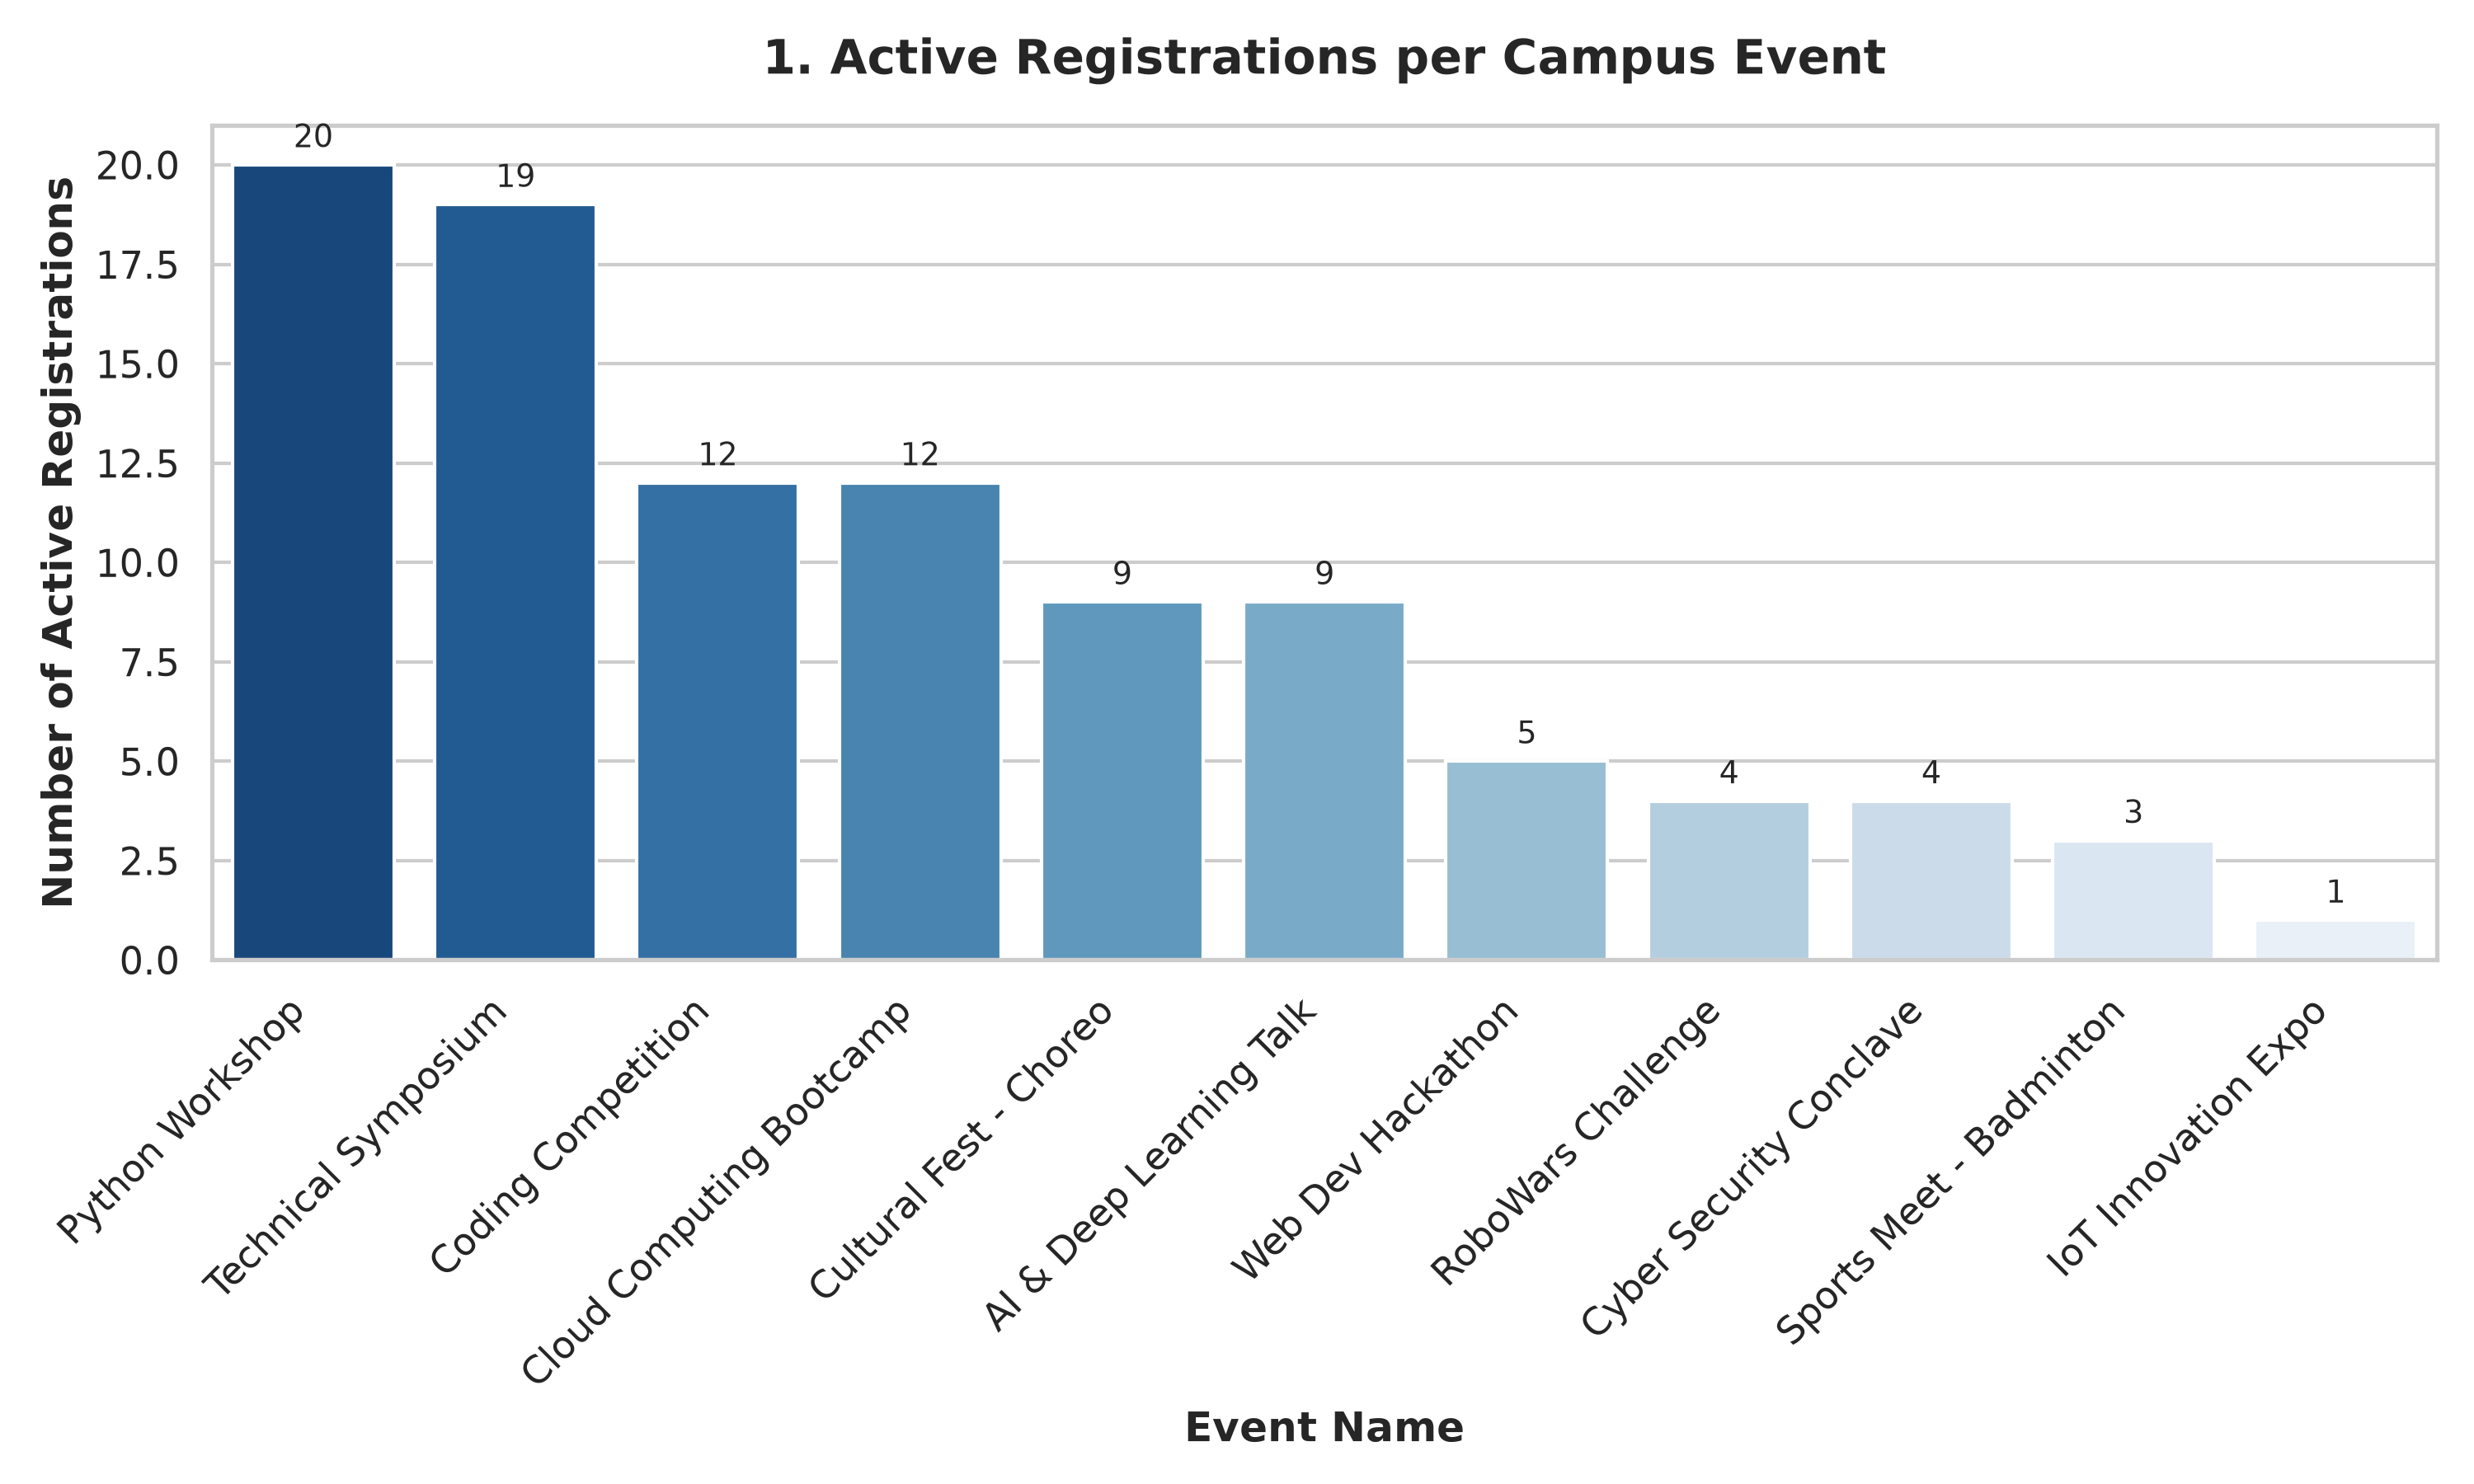 1. Active Registrations per Campus Event
Number of Active Registrations
20.0
17.5
15.0
12.5
10.0
7.5
5.0
2.5
0.0
20
19
12
12
9
9
5
4
4
3
1
Python Workshop
Technical Symposium
Coding Competition
Cloud Computing Bootcamp
Cultural Fest - Choreo
AI & Deep Learning Talk
Web Dev Hackathon
RoboWars Challenge
Cyber Security Conclave
Sports Meet - Badminton
IoT Innovation Expo
Event Name